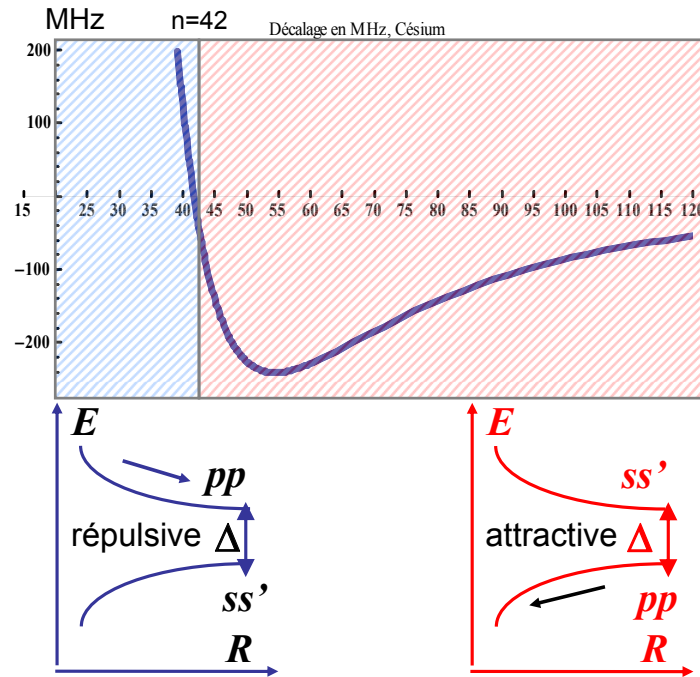 MHz n=42 Décalage en MHz, Césium
200
100
15 25 30 35 40 45 50 55 60 65 70 75 80 85 90 95 100 105 110 115 120
−100
−200
E
pp
répulsive Δ
ss’
R
E
ss’
attractive Δ
pp
R